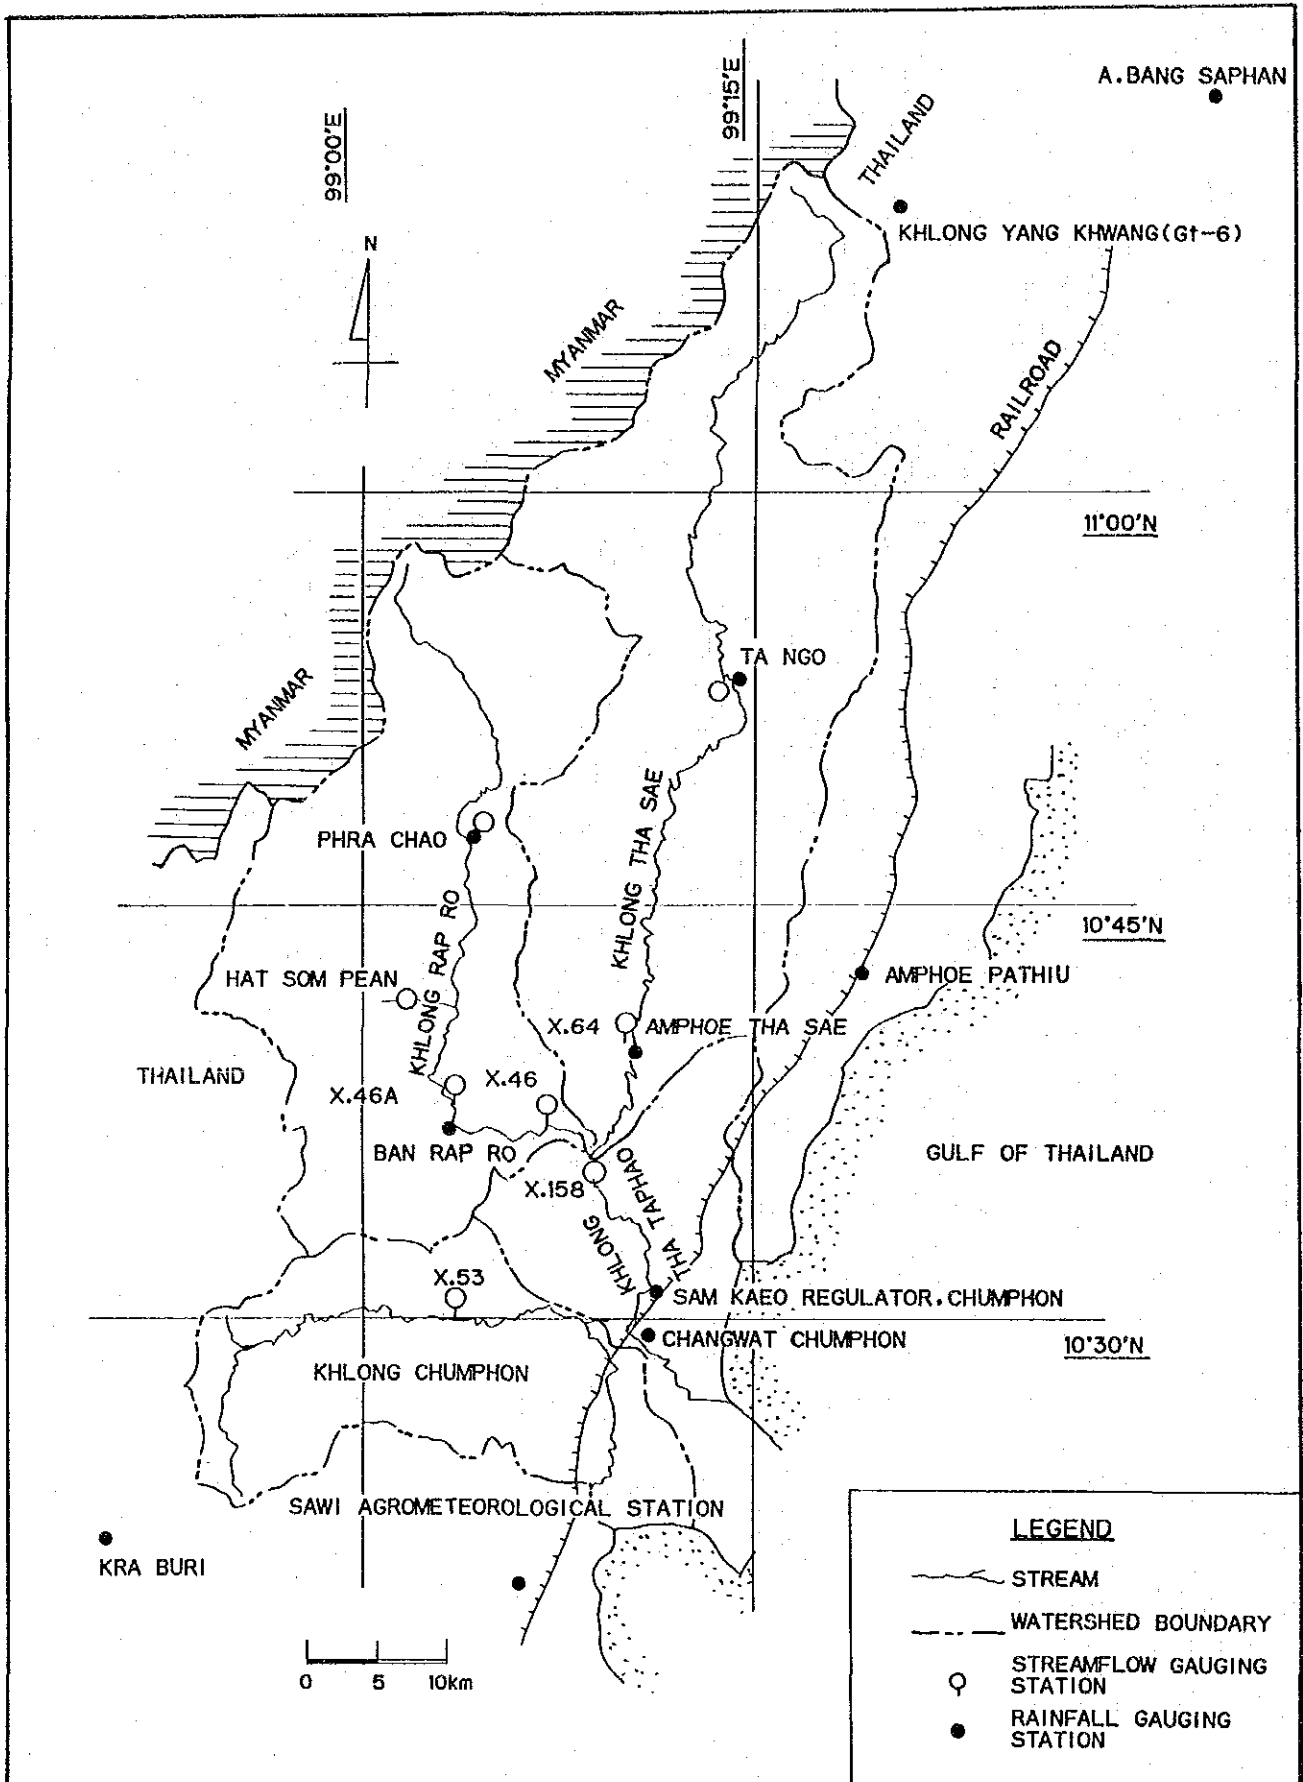 A.BANG SAPHAN
99°15'E
99°00'E
THAILAND
KHLONG YANG KHWANG(Gt-6)
N
MYANMAR
RAILROAD
11°00'N
TA NGO
MYANMAR
KHLONG THA SAE
PHRA CHAO
KHLONG RAP RO
10°45'N
HAT SOM PEAN
AMPHOE PATHIU
X.64
AMPHOE THA SAE
THAILAND
X.46A
X.46
BAN RAP RO
GULF OF THAILAND
X.158
KHLONG
THA TAPHAO
X.53
SAM KAEO REGULATOR.CHUMPHON
CHANGWAT CHUMPHON
10°30'N
KHLONG CHUMPHON
SAWI AGROMETEOROLOGICAL STATION
KRA BURI
0 5 10km
LEGEND
STREAM
WATERSHED BOUNDARY
STREAMFLOW GAUGING
STATION
RAINFALL GAUGING
STATION